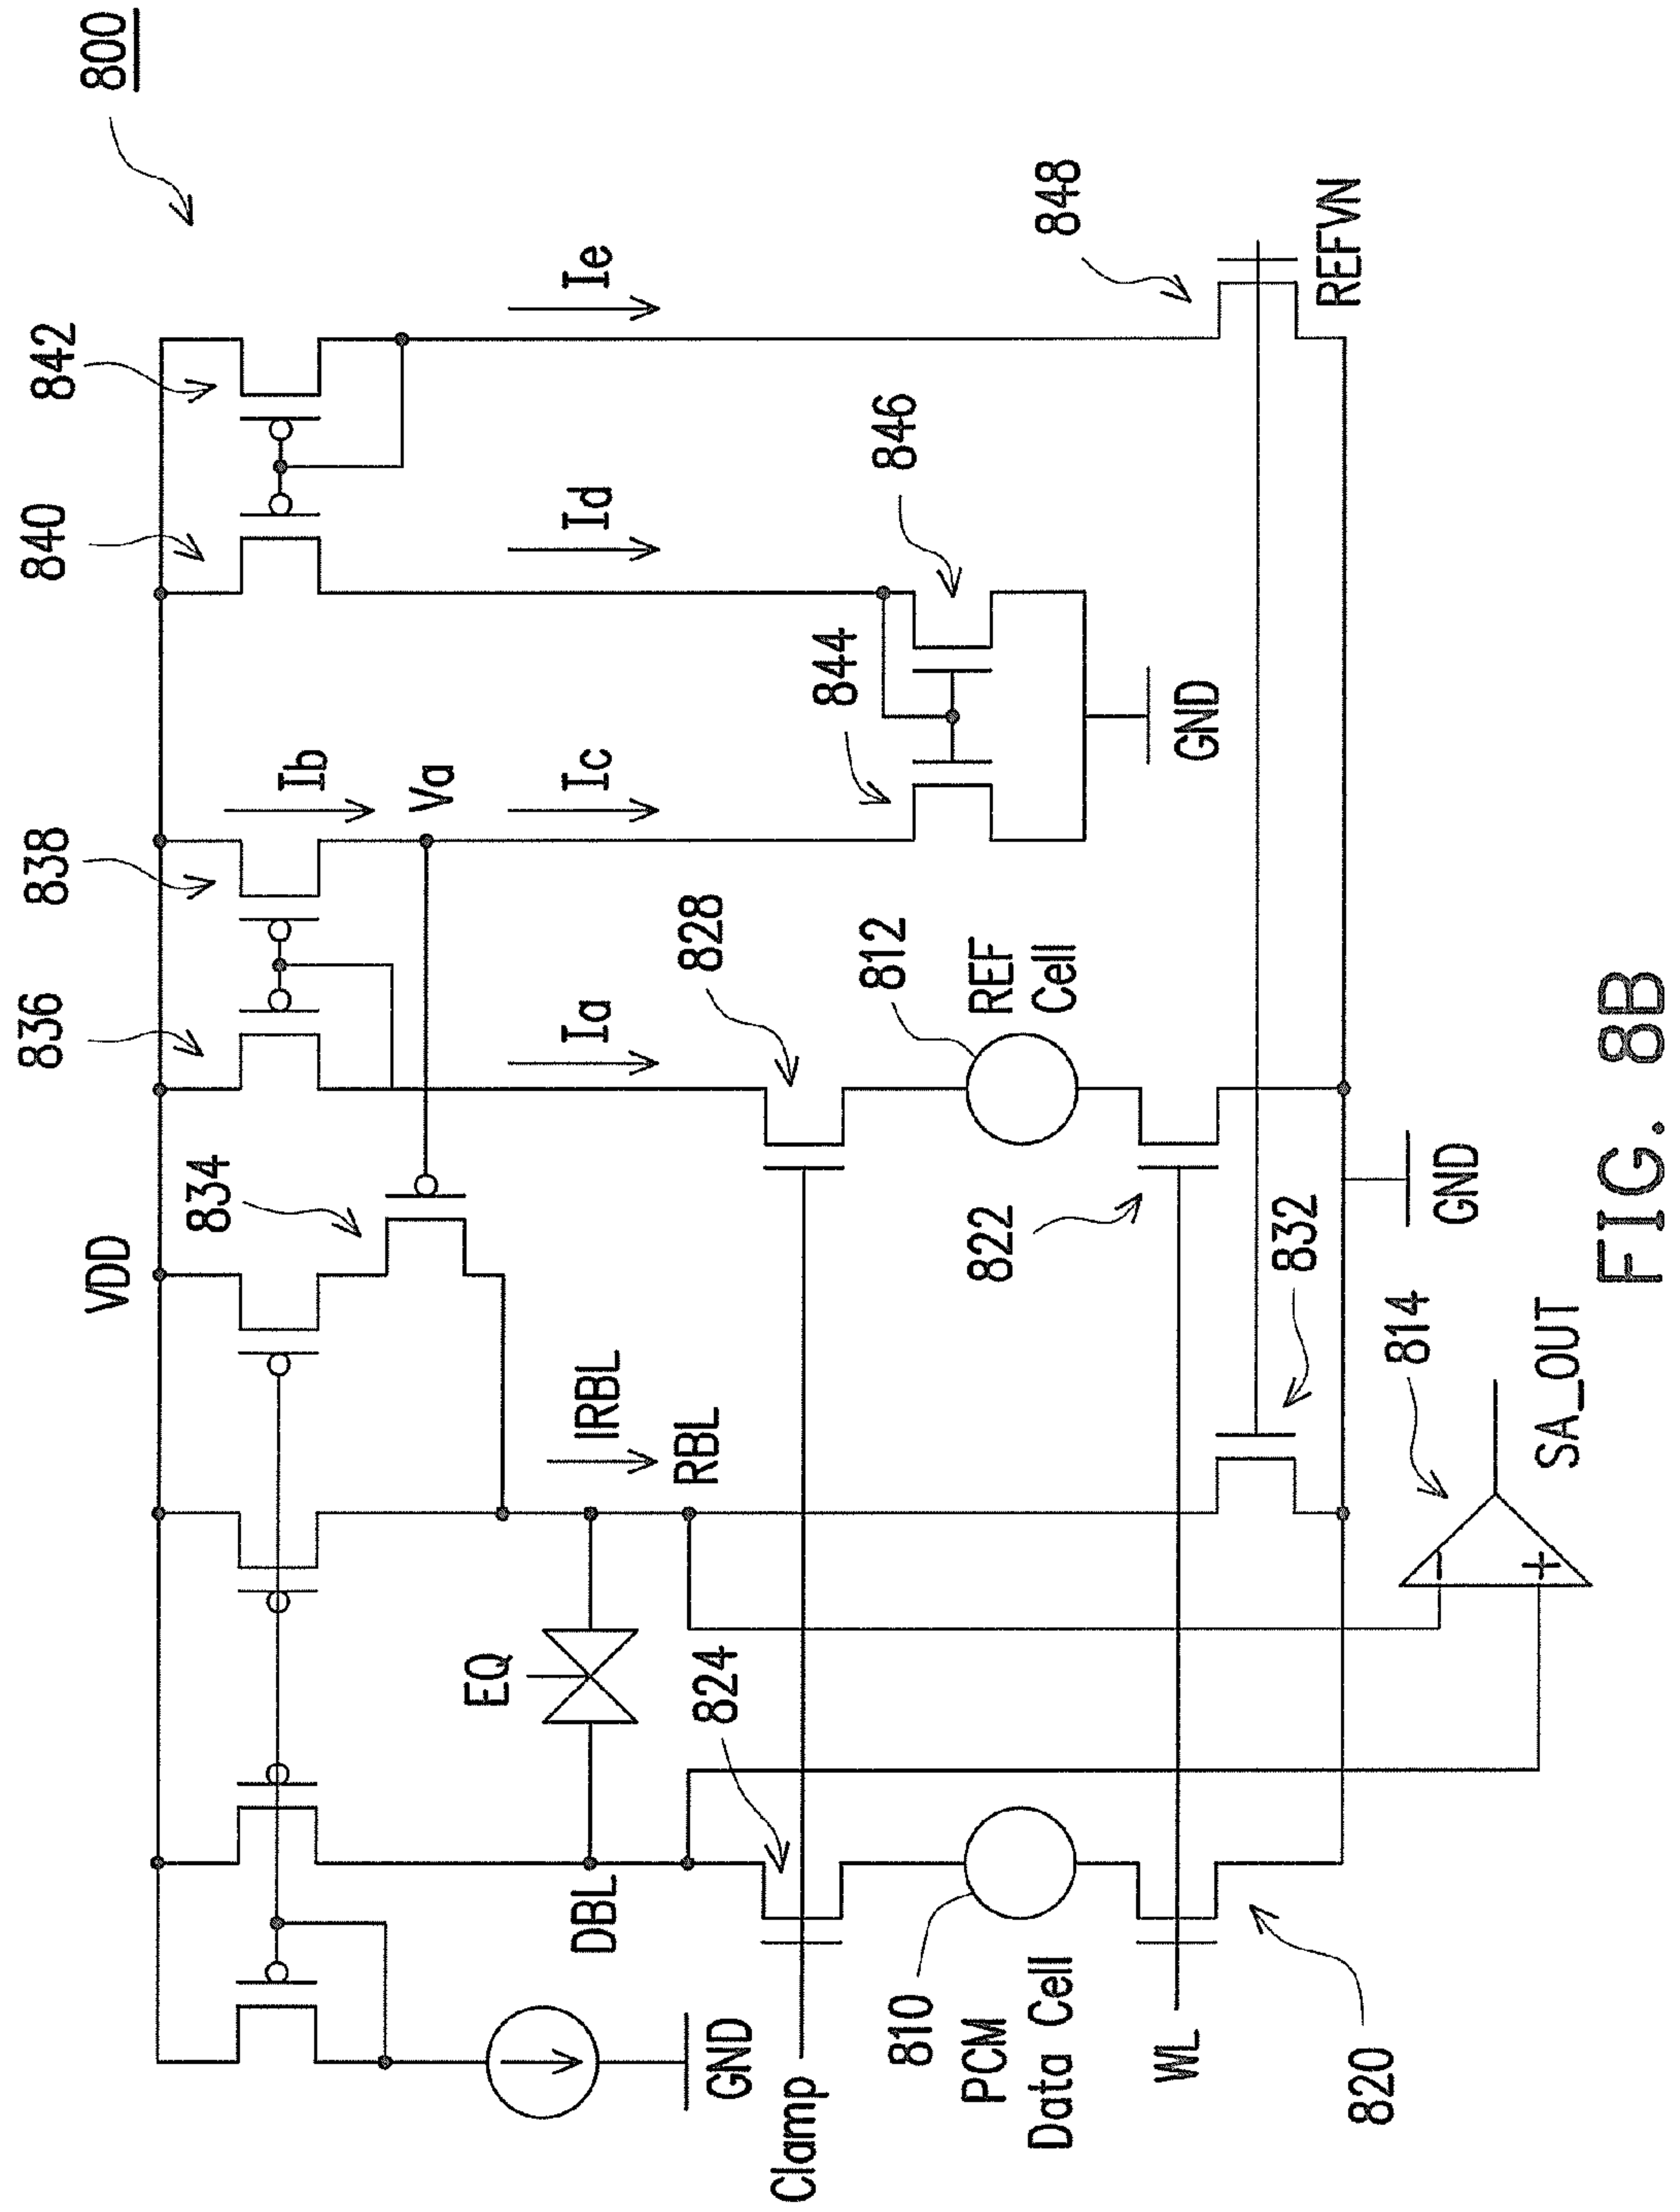 800
842
840
838
836
VDD
834
Ie
Id
Ib
Va
Ic
Ia
IRBL
RBL
EQ
DBL
848
846
844
828
812
REF
Cell
824
822
832
REFVN
GND
GND
814
SA_OUT
GND
Clamp
810
PCM
Data Cell
WL
820
- +
FIG. 8B